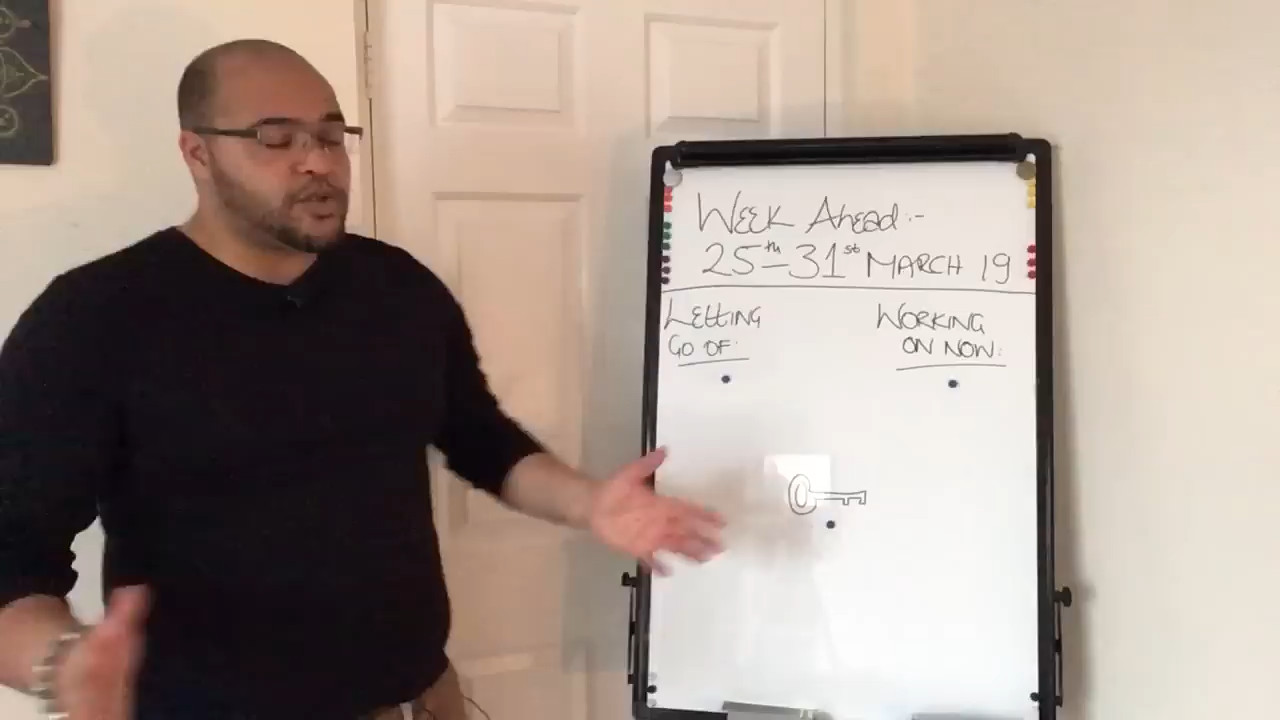 Week Ahead:-
25th-31st MARCH 19
LETTING
GO OF:
WORKING
ON NOW: